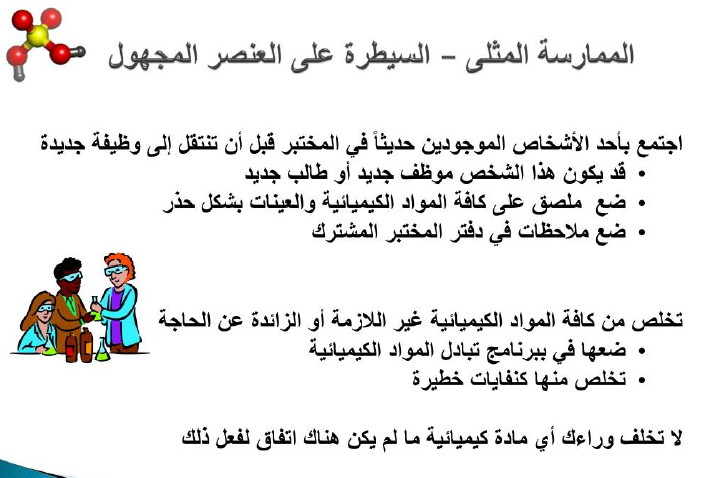 الممارسة المثلى – السيطرة على العنصر المجهول
اجتمع بأحد الأشخاص الموجودين حديثاً في المختبر قبل أن تنتقل إلى وظيفة جديدة
• قد يكون هذا الشخص موظف جديد أو طالب جديد
• ضع ملصق على كافة المواد الكيميائية والعينات بشكل حذر
• ضع ملاحظات في دفتر المختبر المشترك
تخلص من كافة المواد الكيميائية غير اللازمة أو الزائدة عن الحاجة
• ضعها في ببرنامج تبادل المواد الكيميائية
• تخلص منها كنفايات خطيرة
لا تخلف وراءك أي مادة كيميائية ما لم يكن هناك اتفاق لفعل ذلك